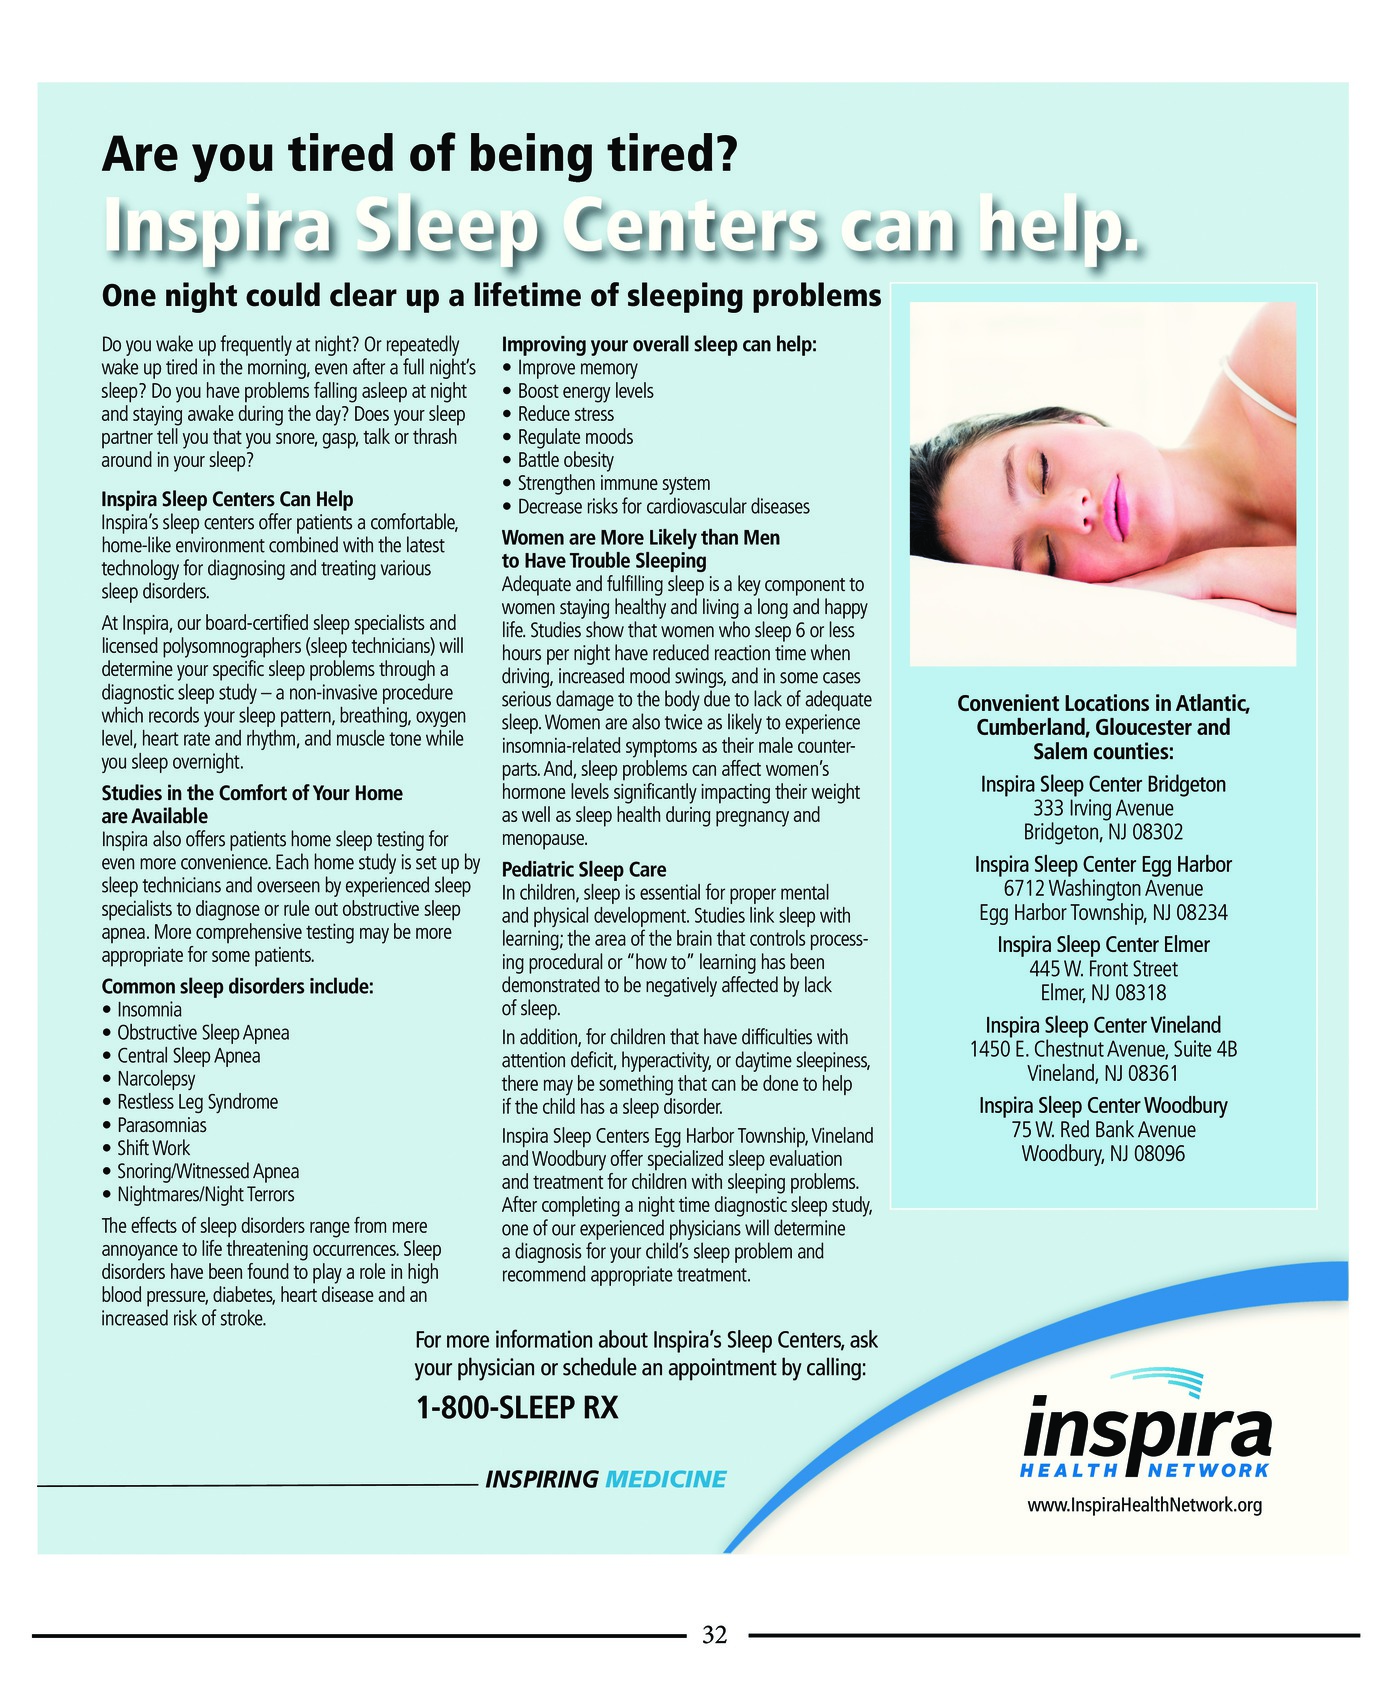 Are you tired of being tired?
Inspira Sleep Centers can help.
One night could clear up a lifetime of sleeping problems
Do you wake up frequently at night? Or repeatedly
wake up tired in the morning, even after a full night's
sleep? Do you have problems falling asleep at night
and staying awake during the day? Does your sleep
partner tell you that you snore, gasp, talk or thrash
around in your sleep?
Inspira Sleep Centers Can Help
Inspira's sleep centers offer patients a comfortable,
home-like environment combined with the latest
technology for diagnosing and treating various
sleep disorders.
At Inspira, our board-certified sleep specialists and
licensed polysomnographers (sleep technicians) will
determine your specific sleep problems through a
diagnostic sleep study – a non-invasive procedure
which records your sleep pattern, breathing, oxygen
level, heart rate and rhythm, and muscle tone while
you sleep overnight.
Studies in the Comfort of Your Home
are Available
Inspira also offers patients home sleep testing for
even more convenience. Each home study is set up by
sleep technicians and overseen by experienced sleep
specialists to diagnose or rule out obstructive sleep
apnea. More comprehensive testing may be more
appropriate for some patients.
Common sleep disorders include:
• Insomnia
• Obstructive Sleep Apnea
• Central Sleep Apnea
• Narcolepsy
• Restless Leg Syndrome
• Parasomnias
• Shift Work
• Snoring/Witnessed Apnea
• Nightmares/Night Terrors
The effects of sleep disorders range from mere
annoyance to life threatening occurrences. Sleep
disorders have been found to play a role in high
blood pressure, diabetes, heart disease and an
increased risk of stroke.
Improving your overall sleep can help:
• Improve memory
• Boost energy levels
• Reduce stress
• Regulate moods
• Battle obesity
• Strengthen immune system
• Decrease risks for cardiovascular diseases
Women are More Likely than Men
to Have Trouble Sleeping
Adequate and fulfilling sleep is a key component to
women staying healthy and living a long and happy
life. Studies show that women who sleep 6 or less
hours per night have reduced reaction time when
driving, increased mood swings, and in some cases
serious damage to the body due to lack of adequate
sleep. Women are also twice as likely to experience
insomnia-related symptoms as their male counter-
parts. And, sleep problems can affect women's
hormone levels significantly impacting their weight
as well as sleep health during pregnancy and
menopause.
Pediatric Sleep Care
In children, sleep is essential for proper mental
and physical development. Studies link sleep with
learning; the area of the brain that controls process-
ing procedural or "how to" learning has been
demonstrated to be negatively affected by lack
of sleep.
In addition, for children that have difficulties with
attention deficit, hyperactivity, or daytime sleepiness,
there may be something that can be done to help
if the child has a sleep disorder.
Inspira Sleep Centers Egg Harbor Township, Vineland
and Woodbury offer specialized sleep evaluation
and treatment for children with sleeping problems.
After completing a night time diagnostic sleep study,
one of our experienced physicians will determine
a diagnosis for your child's sleep problem and
recommend appropriate treatment.
Convenient Locations in Atlantic,
Cumberland, Gloucester and
Salem counties:
Inspira Sleep Center Bridgeton
333 Irving Avenue
Bridgeton, NJ 08302
Inspira Sleep Center Egg Harbor
6712 Washington Avenue
Egg Harbor Township, NJ 08234
Inspira Sleep Center Elmer
445 W. Front Street
Elmer, NJ 08318
Inspira Sleep Center Vineland
1450 E. Chestnut Avenue, Suite 4B
Vineland, NJ 08361
Inspira Sleep Center Woodbury
75 W. Red Bank Avenue
Woodbury, NJ 08096
For more information about Inspira's Sleep Centers, ask
your physician or schedule an appointment by calling:
1-800-SLEEP RX
INSPIRING MEDICINE
inspira
HEALTH NETWORK
www.InspiraHealthNetwork.org
32